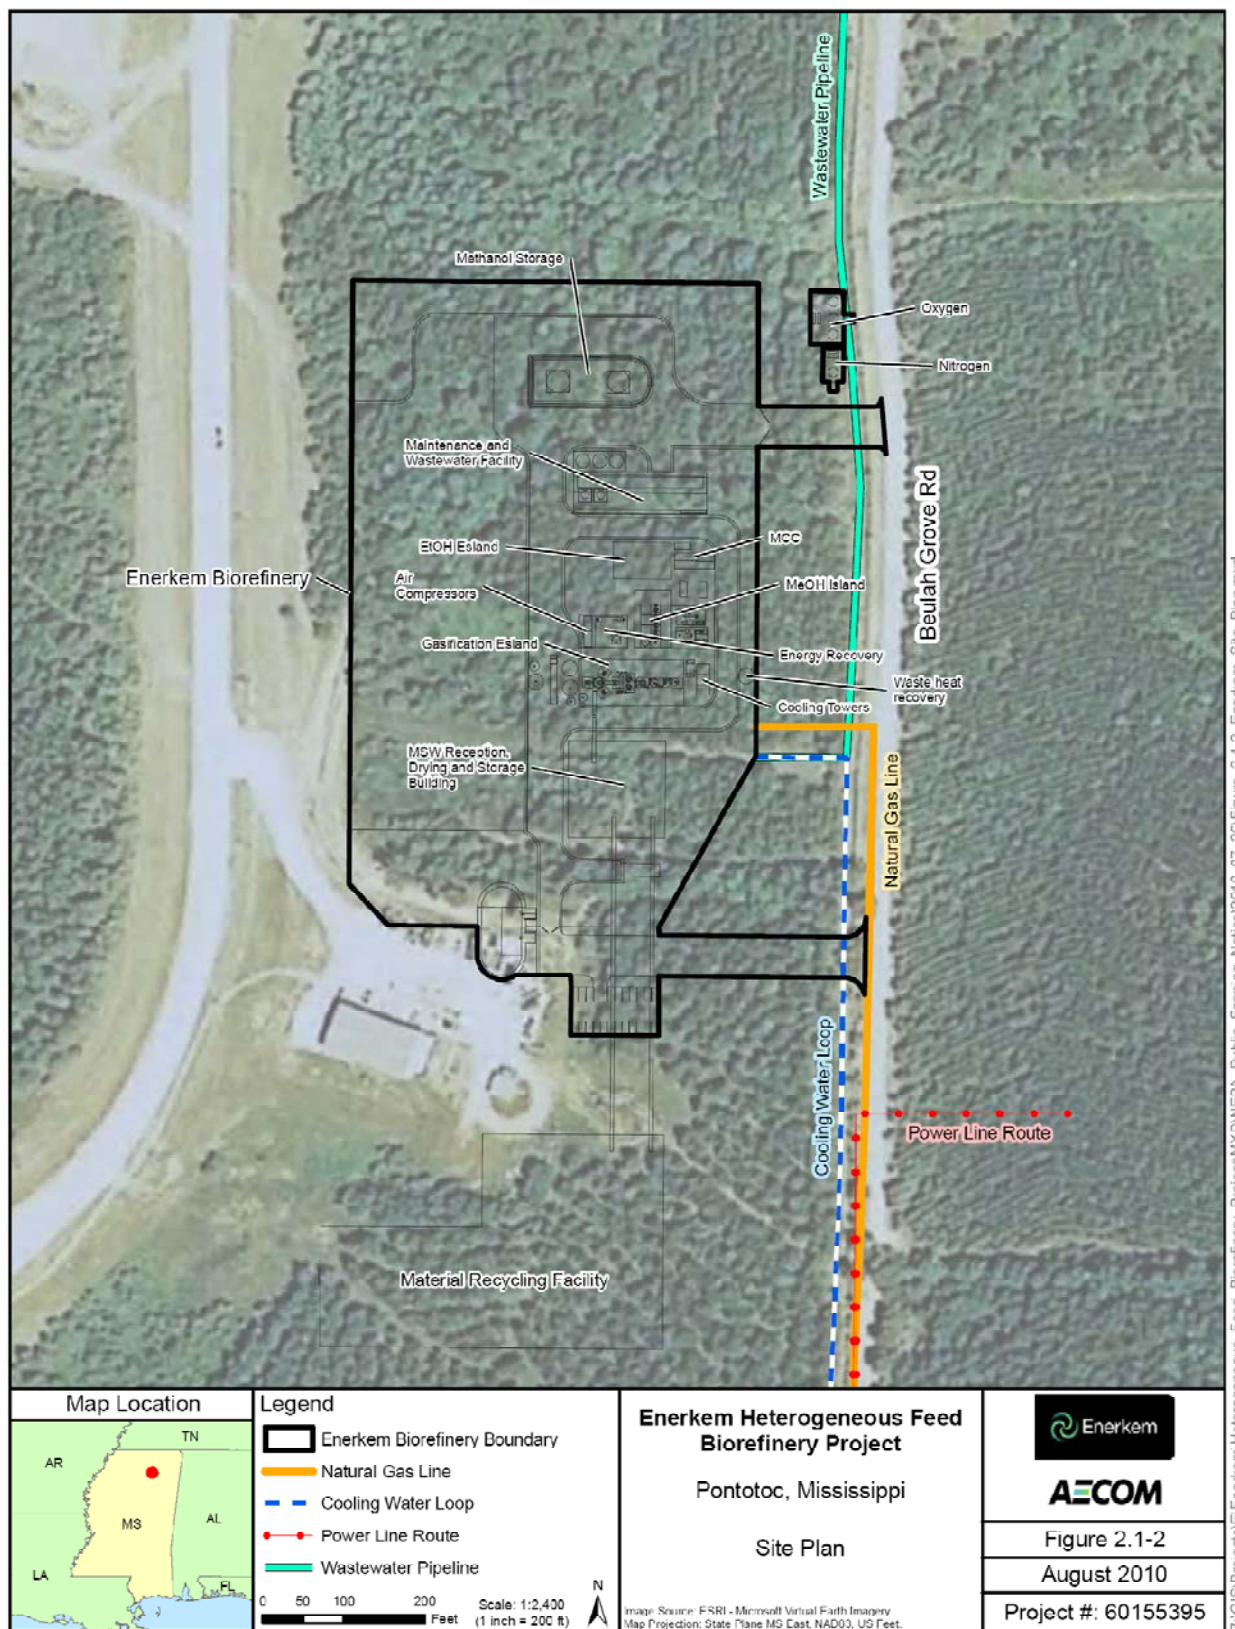 Wastewater Pipeline
Methanol Storage
Oxygen
Nitrogen
Maintenance and
Wastewater Facility
Beulah Grove Rd
MCC
EtOH Esland
Enerkem Biorefinery
Air
Compressors
MeOH Island
Gasification Esland
Energy Recovery
Waste heat
recovery
Cooling Towers
MSW Reception,
Drying and Storage
Building
Natural Gas Line
Cooling Water Loop
Power Line Route
Material Recycling Facility
Map Location
TN
AR
MS
AL
LA
FL
Legend
Enerkem Biorefinery Boundary
Natural Gas Line
Cooling Water Loop
Power Line Route
Wastewater Pipeline
0 50 100 200
Feet
Scale: 1:2,400
(1 inch = 200 ft)
N
Enerkem Heterogeneous Feed
Biorefinery Project
Pontotoc, Mississippi
Site Plan
Image Source: ESRI - Microsoft Virtual Earth Imagery
Map Projection: State Plane MS East, NAD83, US Feet.
Enerkem
AECOM
Figure 2.1-2
August 2010
Project #: 60155395